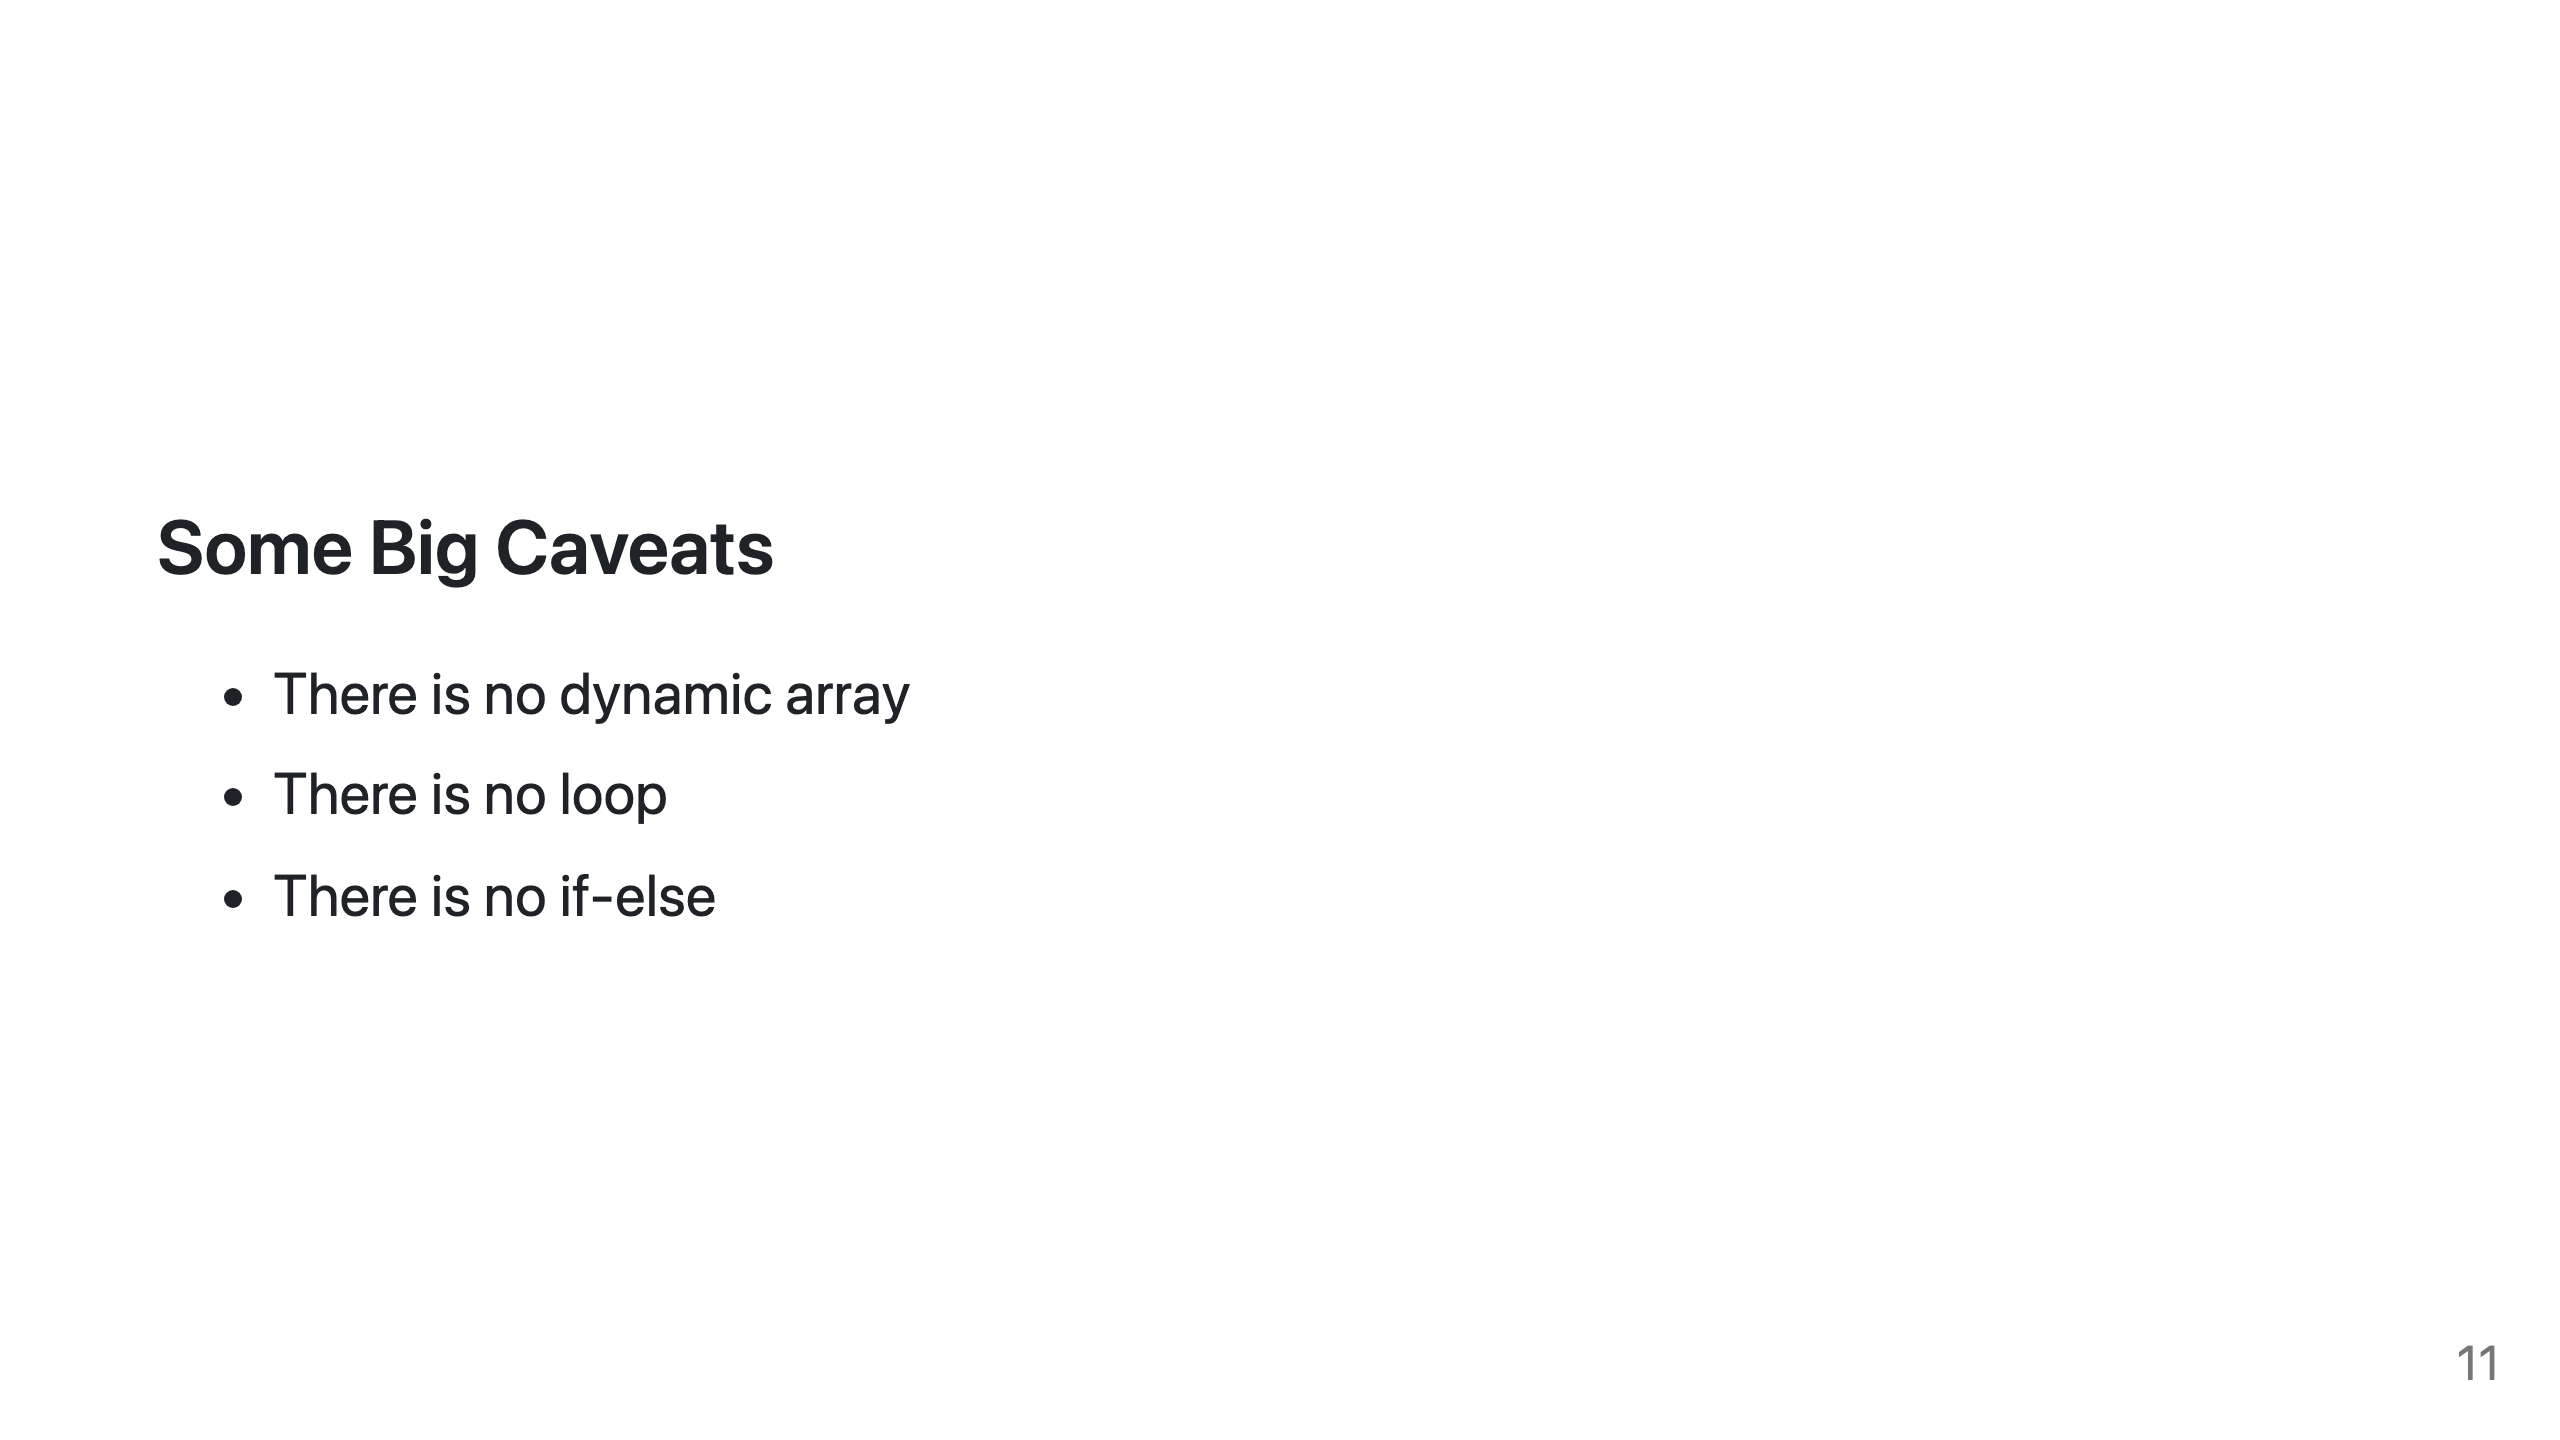 Some Big Caveats
• There is no dynamic array
• There is no loop
• There is no if-else
11